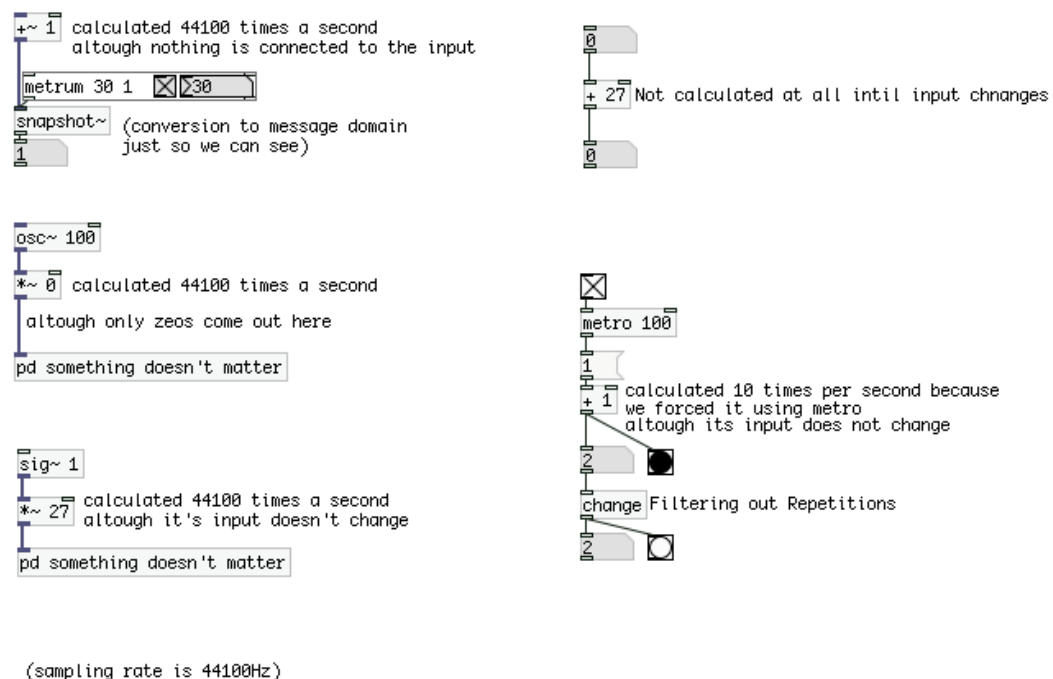 +~ 1
calculated 44100 times a second
altough nothing is connected to the input
metrum 30 1
30
snapshot~
(conversion to message domain
just so we can see)
1
osc~ 100
*~ 0
calculated 44100 times a second
altough only zeos come out here
pd something doesn't matter
sig~ 1
*~ 27
calculated 44100 times a second
altough it's input doesn't change
pd something doesn't matter
(sampling rate is 44100Hz)
0
+ 27
Not calculated at all intil input chnanges
0
metro 100
1
+ 1
calculated 10 times per second because
we forced it using metro
altough its input does not change
2
change
Filtering out Repetitions
2